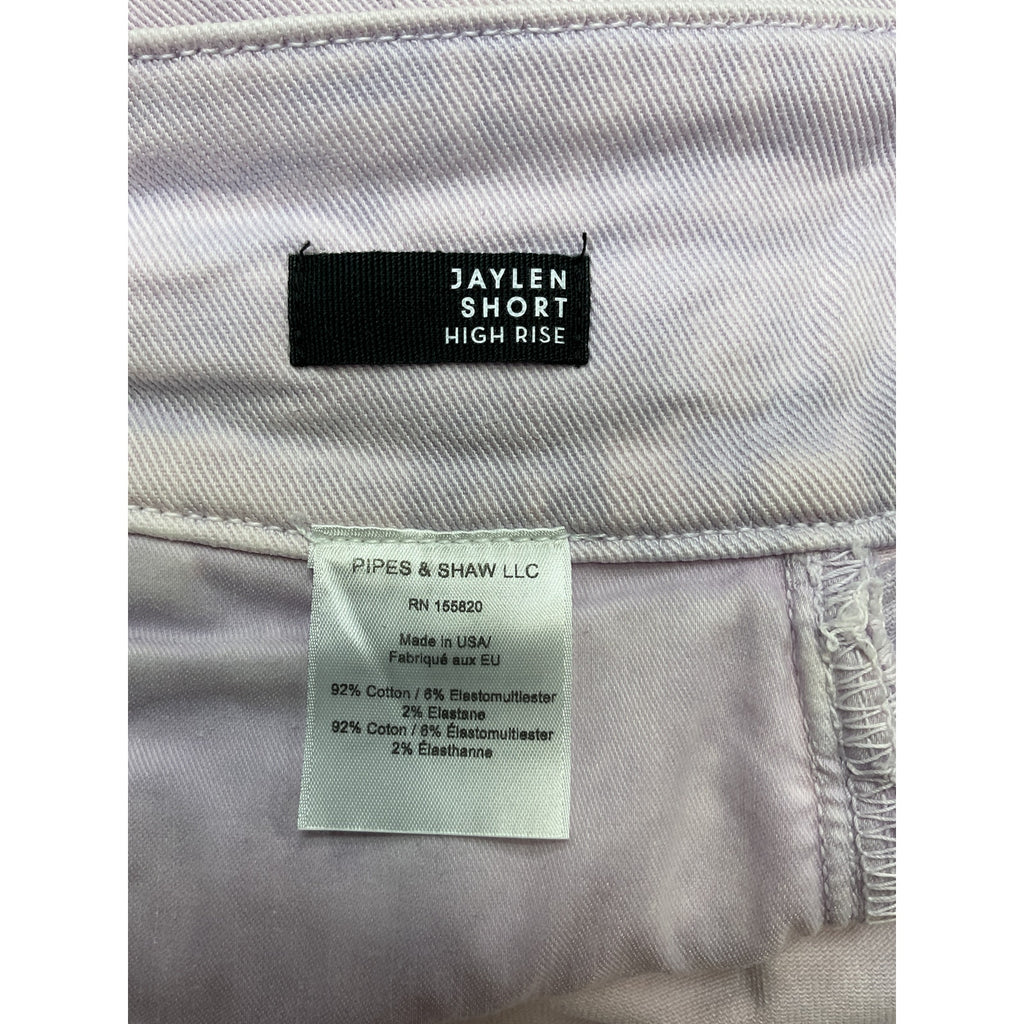 JAYLEN
SHORT
HIGH RISE
PIPES & SHAW LLC
RN 155820
Made in USA/
Fabriqué aux EU
92% Cotton / 6% Elastomultiester
2% Elastane
92% Coton / 6% Élastomultiester
2% Élasthanne